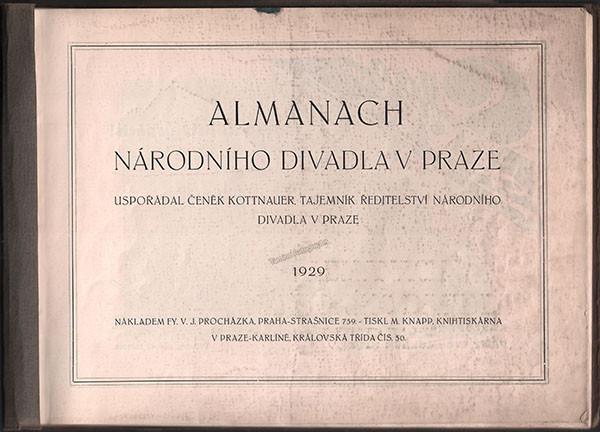 ALMANACH
NÁRODNÍHO DIVADLA V PRAZE
USPOŘÁDAL ČENĚK KOTTNAUER, TAJEMNÍK ŘEDITELSTVÍ NÁRODNÍHO
DIVADLA V PRAZE
1929
NÁKLADEM FY. V. J. PROCHÁZKA, PRAHA-STRAŠNICE 759. - TISKL M. KNAPP, KNIHTISKÁRNA
V PRAZE-KARLÍNĚ, KRÁLOVSKÁ TŘÍDA ČÍS. 30.